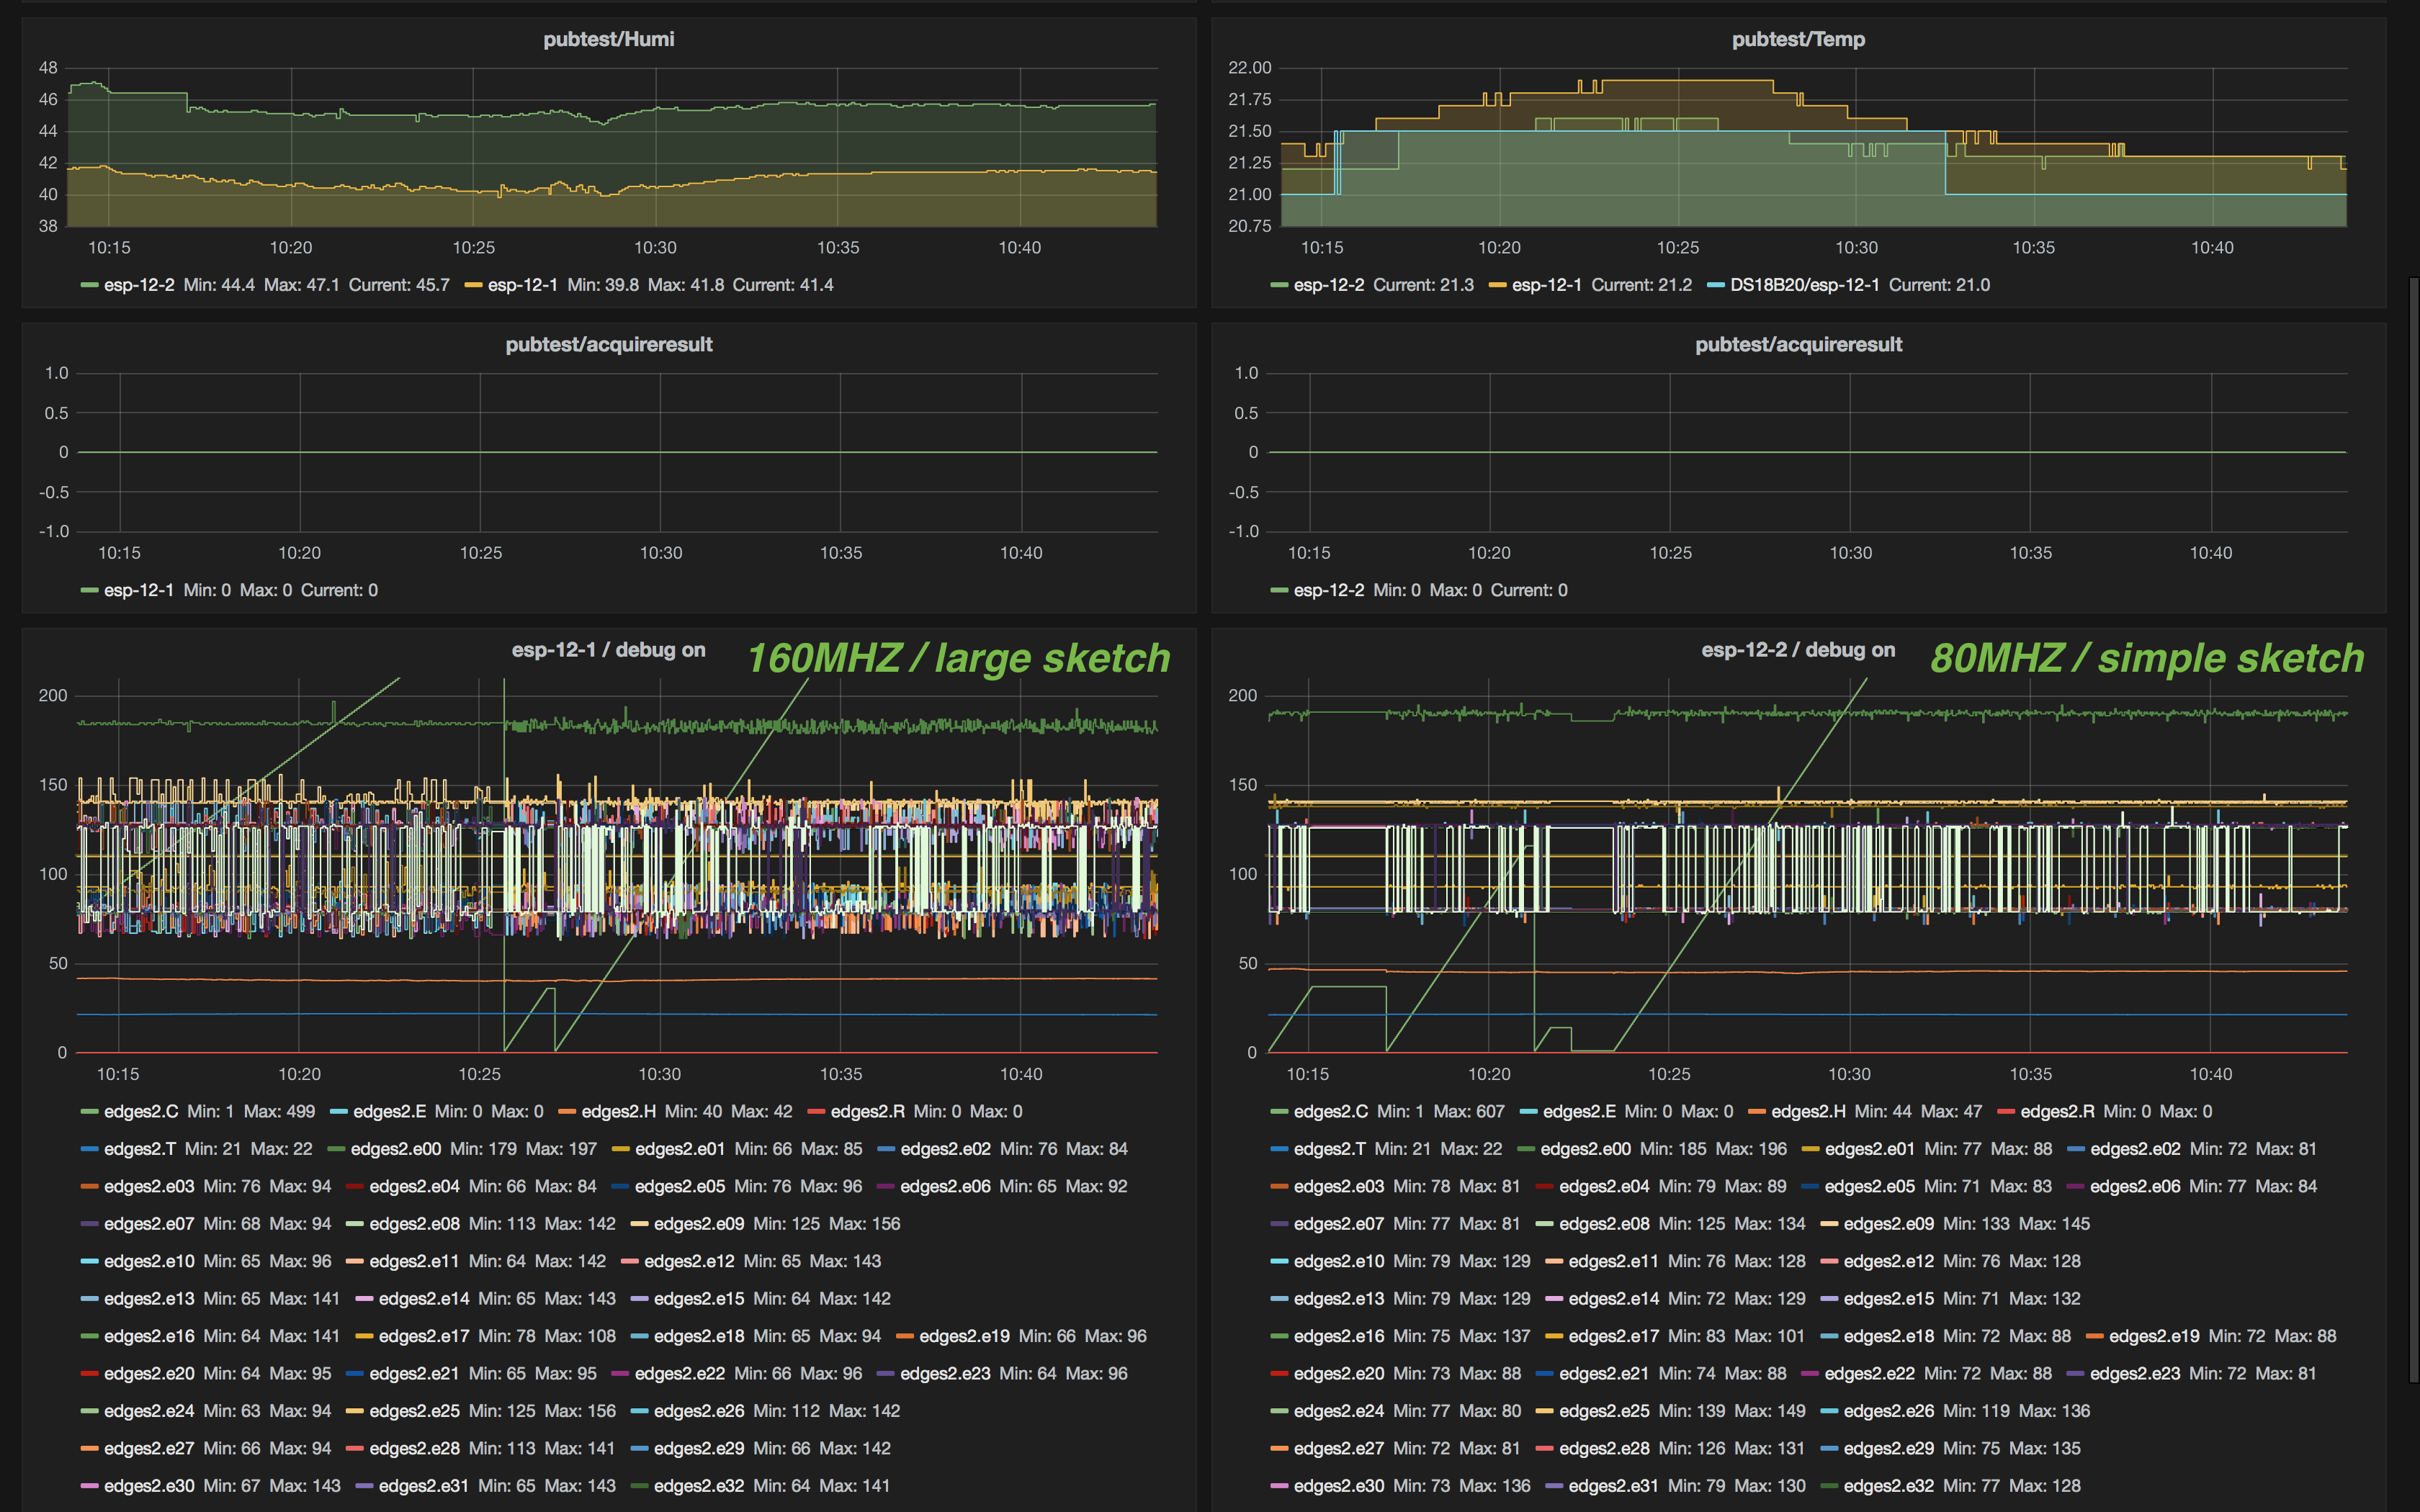 pubtest/Humi
48
46
44
42
40
38
10:15 10:20 10:25 10:30 10:35 10:40
esp-12-2 Min: 44.4 Max: 47.1 Current: 45.7 esp-12-1 Min: 39.8 Max: 41.8 Current: 41.4
pubtest/Temp
22.00
21.75
21.50
21.25
21.00
20.75
10:15 10:20 10:25 10:30 10:35 10:40
esp-12-2 Current: 21.3 esp-12-1 Current: 21.2 DS18B20/esp-12-1 Current: 21.0
pubtest/acquireresult
1.0
0.5
0
-0.5
-1.0
10:15 10:20 10:25 10:30 10:35 10:40
esp-12-1 Min: 0 Max: 0 Current: 0
pubtest/acquireresult
1.0
0.5
0
-0.5
-1.0
10:15 10:20 10:25 10:30 10:35 10:40
esp-12-2 Min: 0 Max: 0 Current: 0
esp-12-1 / debug on 160MHZ / large sketch
200
150
100
50
0
10:15 10:20 10:25 10:30 10:35 10:40
edges2.C Min: 1 Max: 499 edges2.E Min: 0 Max: 0 edges2.H Min: 40 Max: 42 edges2.R Min: 0 Max: 0
edges2.T Min: 21 Max: 22 edges2.e00 Min: 179 Max: 197 edges2.e01 Min: 66 Max: 85 edges2.e02 Min: 76 Max: 84
edges2.e03 Min: 76 Max: 94 edges2.e04 Min: 66 Max: 84 edges2.e05 Min: 76 Max: 96 edges2.e06 Min: 65 Max: 92
edges2.e07 Min: 68 Max: 94 edges2.e08 Min: 113 Max: 142 edges2.e09 Min: 125 Max: 156
edges2.e10 Min: 65 Max: 96 edges2.e11 Min: 64 Max: 142 edges2.e12 Min: 65 Max: 143
edges2.e13 Min: 65 Max: 141 edges2.e14 Min: 65 Max: 143 edges2.e15 Min: 64 Max: 142
edges2.e16 Min: 64 Max: 141 edges2.e17 Min: 78 Max: 108 edges2.e18 Min: 65 Max: 94 edges2.e19 Min: 66 Max: 96
edges2.e20 Min: 64 Max: 95 edges2.e21 Min: 65 Max: 95 edges2.e22 Min: 66 Max: 96 edges2.e23 Min: 64 Max: 96
edges2.e24 Min: 63 Max: 94 edges2.e25 Min: 125 Max: 156 edges2.e26 Min: 112 Max: 142
edges2.e27 Min: 66 Max: 94 edges2.e28 Min: 113 Max: 141 edges2.e29 Min: 66 Max: 142
edges2.e30 Min: 67 Max: 143 edges2.e31 Min: 65 Max: 143 edges2.e32 Min: 64 Max: 141
esp-12-2 / debug on 80MHZ / simple sketch
200
150
100
50
0
10:15 10:20 10:25 10:30 10:35 10:40
edges2.C Min: 1 Max: 607 edges2.E Min: 0 Max: 0 edges2.H Min: 44 Max: 47 edges2.R Min: 0 Max: 0
edges2.T Min: 21 Max: 22 edges2.e00 Min: 185 Max: 196 edges2.e01 Min: 77 Max: 88 edges2.e02 Min: 72 Max: 81
edges2.e03 Min: 78 Max: 81 edges2.e04 Min: 79 Max: 89 edges2.e05 Min: 71 Max: 83 edges2.e06 Min: 77 Max: 84
edges2.e07 Min: 77 Max: 81 edges2.e08 Min: 125 Max: 134 edges2.e09 Min: 133 Max: 145
edges2.e10 Min: 79 Max: 129 edges2.e11 Min: 76 Max: 128 edges2.e12 Min: 76 Max: 128
edges2.e13 Min: 79 Max: 129 edges2.e14 Min: 72 Max: 129 edges2.e15 Min: 71 Max: 132
edges2.e16 Min: 75 Max: 137 edges2.e17 Min: 83 Max: 101 edges2.e18 Min: 72 Max: 88 edges2.e19 Min: 72 Max: 88
edges2.e20 Min: 73 Max: 88 edges2.e21 Min: 74 Max: 88 edges2.e22 Min: 72 Max: 88 edges2.e23 Min: 72 Max: 81
edges2.e24 Min: 77 Max: 80 edges2.e25 Min: 139 Max: 149 edges2.e26 Min: 119 Max: 136
edges2.e27 Min: 72 Max: 81 edges2.e28 Min: 126 Max: 131 edges2.e29 Min: 75 Max: 135
edges2.e30 Min: 73 Max: 136 edges2.e31 Min: 79 Max: 130 edges2.e32 Min: 77 Max: 128